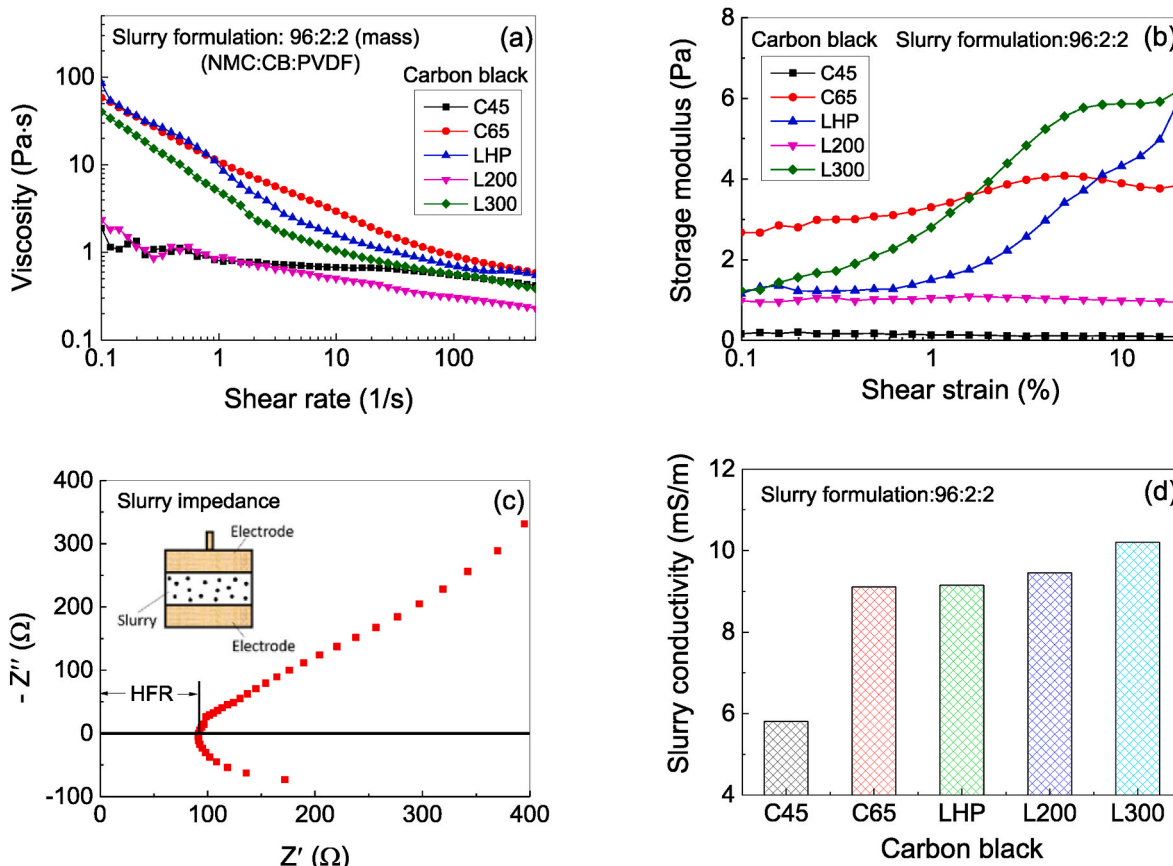 Slurry formulation: 96:2:2 (mass)
(NMC:CB:PVDF)
(a)
Carbon black
C45
C65
LHP
L200
L300
Viscosity (Pa·s)
100
10
1
0.1
0.1
1
10
100
Shear rate (1/s)
(b)
Carbon black
Slurry formulation:96:2:2
C45
C65
LHP
L200
L300
Storage modulus (Pa)
8
6
4
2
0
0.1
1
10
Shear strain (%)
(c)
Slurry impedance
Electrode
Slurry
Electrode
HFR
- Z″ (Ω)
400
300
200
100
0
-100
0
100
200
300
400
Z′ (Ω)
(d)
Slurry formulation:96:2:2
Slurry conductivity (mS/m)
12
10
8
6
4
C45
C65
LHP
L200
L300
Carbon black